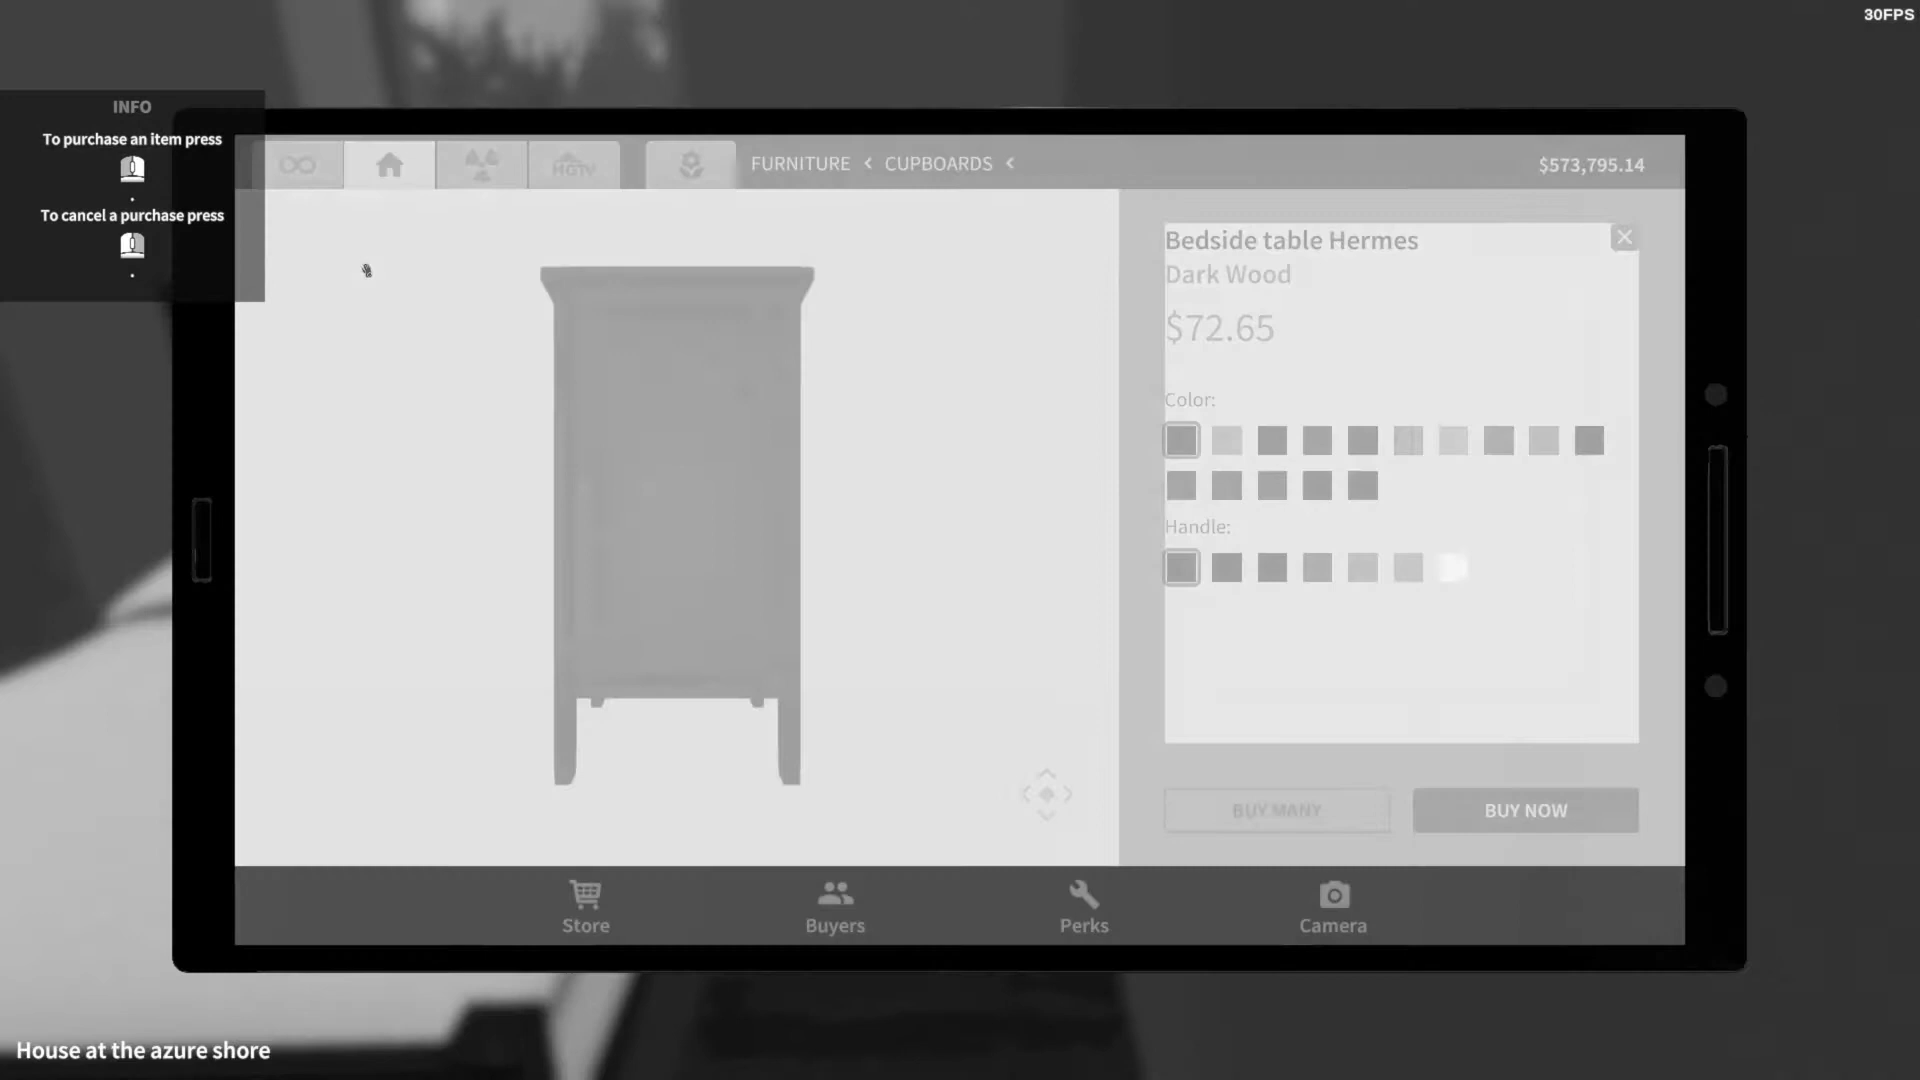 30FPS
INFO
To purchase an item press
.
To cancel a purchase press
.
HGTV
FURNITURE < CUPBOARDS <
$573,795.14
Bedside table Hermes
Dark Wood
$72.65
Color:
Handle:
BUY MANY
BUY NOW
Store
Buyers
Perks
Camera
House at the azure shore